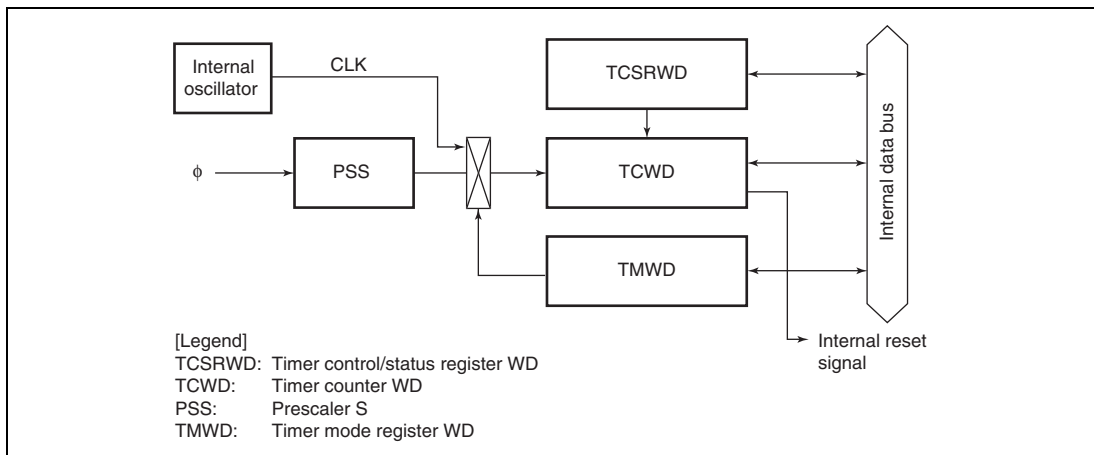 Internal
oscillator
CLK
TCSRWD
φ
PSS
TCWD
TMWD
Internal data bus
Internal reset
signal
[Legend]
TCSRWD: Timer control/status register WD
TCWD: Timer counter WD
PSS: Prescaler S
TMWD: Timer mode register WD